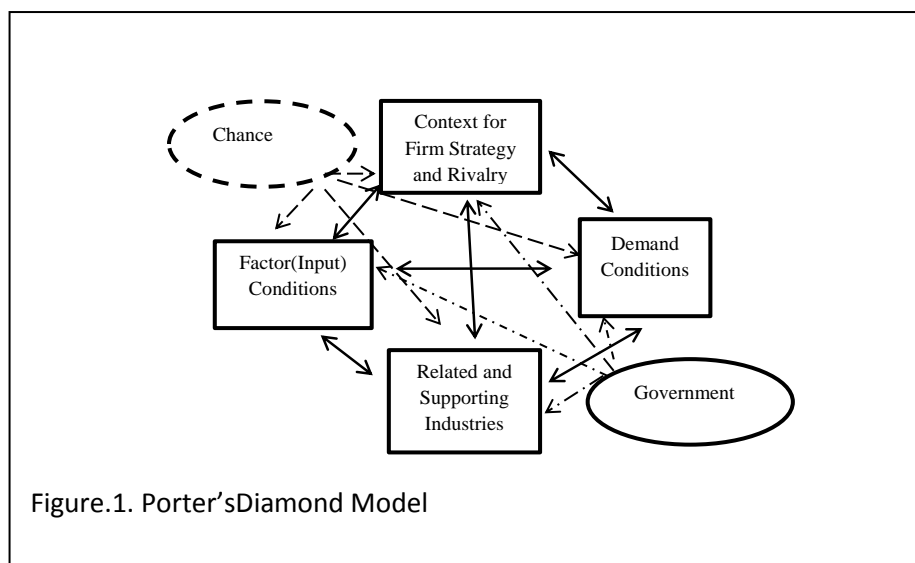 Chance
Context for
Firm Strategy
and Rivalry
Factor(Input)
Conditions
Demand
Conditions
Related and
Supporting
Industries
Government
Figure.1. Porter’sDiamond Model